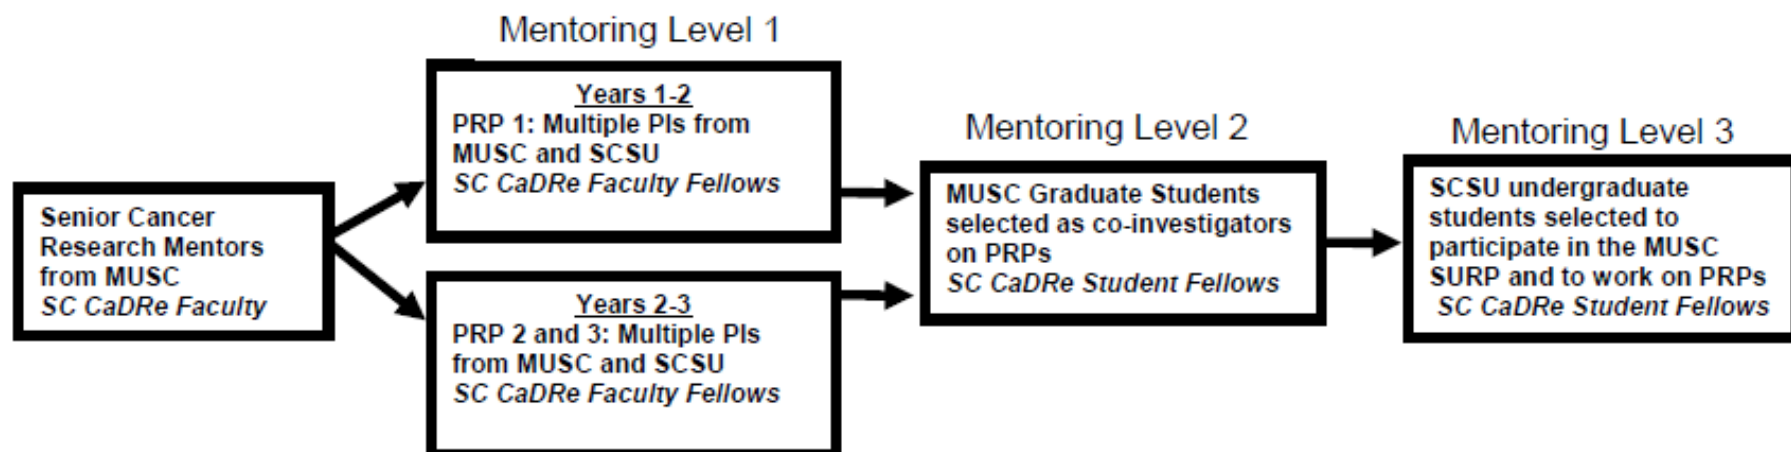 Mentoring Level 1
Years 1-2
PRP 1: Multiple PIs from
MUSC and SCSU
SC CaDRe Faculty Fellows
Senior Cancer
Research Mentors
from MUSC
SC CaDRe Faculty
Years 2-3
PRP 2 and 3: Multiple PIs
from MUSC and SCSU
SC CaDRe Faculty Fellows
Mentoring Level 2
MUSC Graduate Students
selected as co-investigators
on PRPs
SC CaDRe Student Fellows
Mentoring Level 3
SCSU undergraduate
students selected to
participate in the MUSC
SURP and to work on PRPs
SC CaDRe Student Fellows